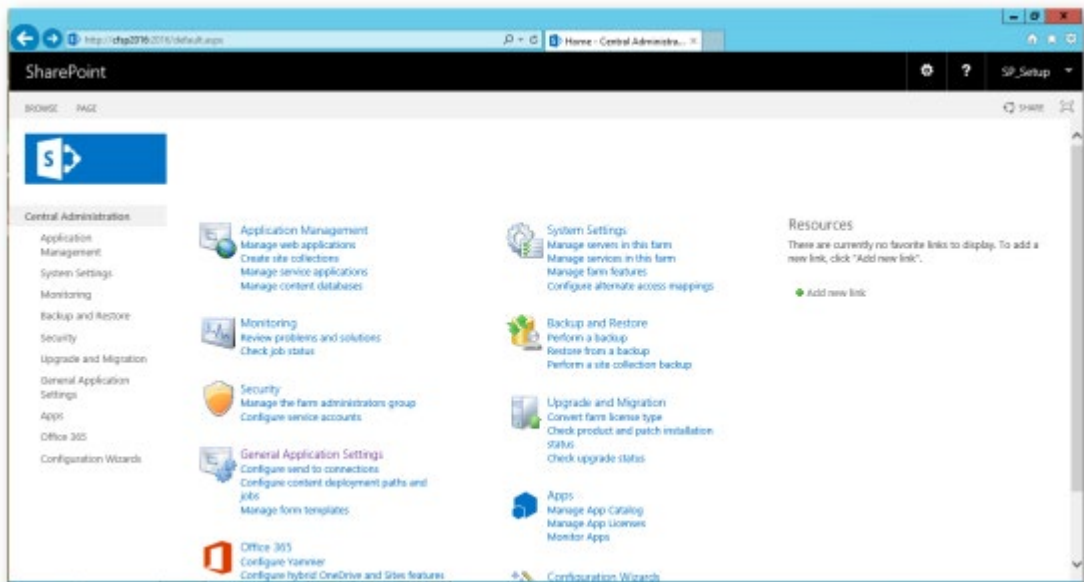 http://cfsp2016:2016/default.aspx
Home - Central Administra...
SharePoint
?
SP_Setup
BROWSE PAGE
SHARE
S
Central Administration
Application
Management
System Settings
Monitoring
Backup and Restore
Security
Upgrade and Migration
General Application
Settings
Apps
Office 365
Configuration Wizards
Application Management
Manage web applications
Create site collections
Manage service applications
Manage content databases
Monitoring
Review problems and solutions
Check job status
Security
Manage the farm administrators group
Configure service accounts
General Application Settings
Configure send to connections
Configure content deployment paths and
jobs
Manage form templates
Office 365
Configure Yammer
Configure hybrid OneDrive and Sites features
System Settings
Manage servers in this farm
Manage services in this farm
Manage farm features
Configure alternate access mappings
Backup and Restore
Perform a backup
Restore from a backup
Perform a site collection backup
Upgrade and Migration
Convert farm license type
Check product and patch installation
status
Check upgrade status
Apps
Manage App Catalog
Manage App Licenses
Monitor Apps
Configuration Wizards
Resources
There are currently no favorite links to display. To add a
new link, click "Add new link".
Add new link